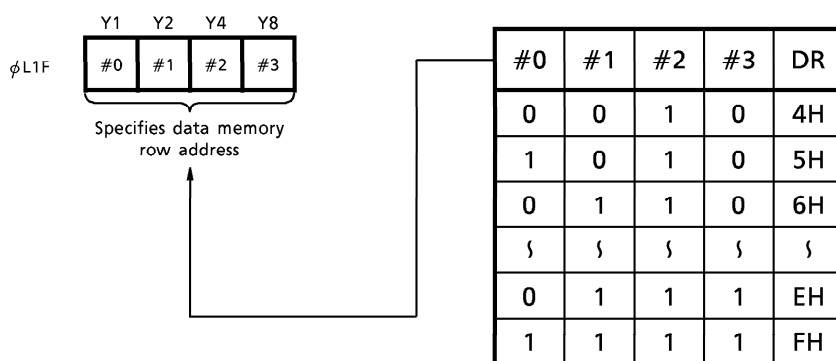 Y1 Y2 Y4 Y8
ϕL1F #0 #1 #2 #3
Specifies data memory
row address
#0 #1 #2 #3 DR
0 0 1 0 4H
1 0 1 0 5H
0 1 1 0 6H
⌇ ⌇ ⌇ ⌇ ⌇
0 1 1 1 EH
1 1 1 1 FH